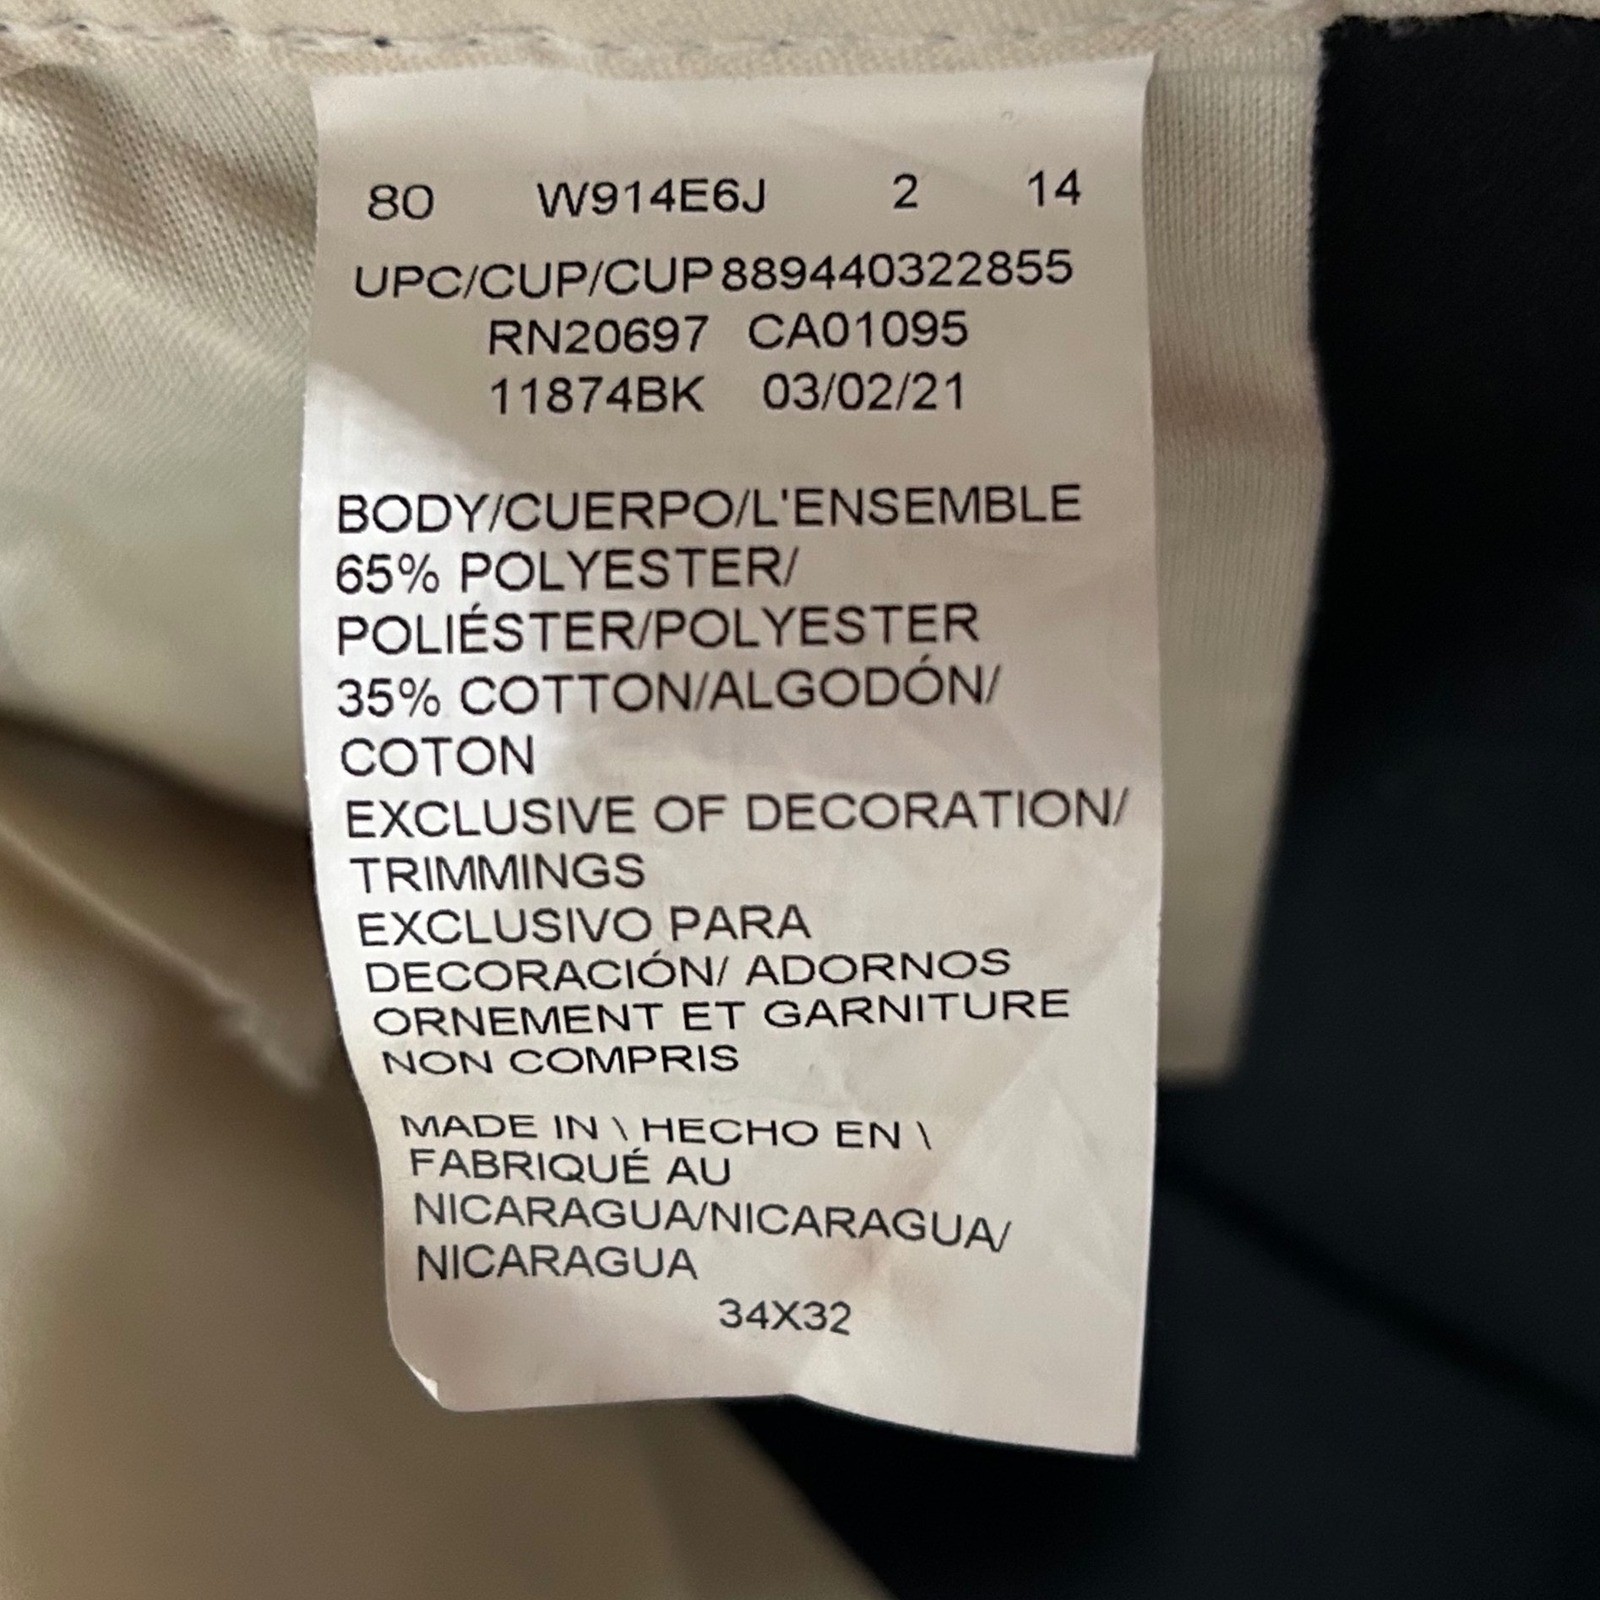 80 W914E6J 2 14
UPC/CUP/CUP889440322855
RN20697 CA01095
11874BK 03/02/21
BODY/CUERPO/L'ENSEMBLE
65% POLYESTER/
POLIÉSTER/POLYESTER
35% COTTON/ALGODÓN/
COTON
EXCLUSIVE OF DECORATION/
TRIMMINGS
EXCLUSIVO PARA
DECORACIÓN/ ADORNOS
ORNEMENT ET GARNITURE
NON COMPRIS
MADE IN \ HECHO EN \
FABRIQUÉ AU
NICARAGUA/NICARAGUA/
NICARAGUA
34X32